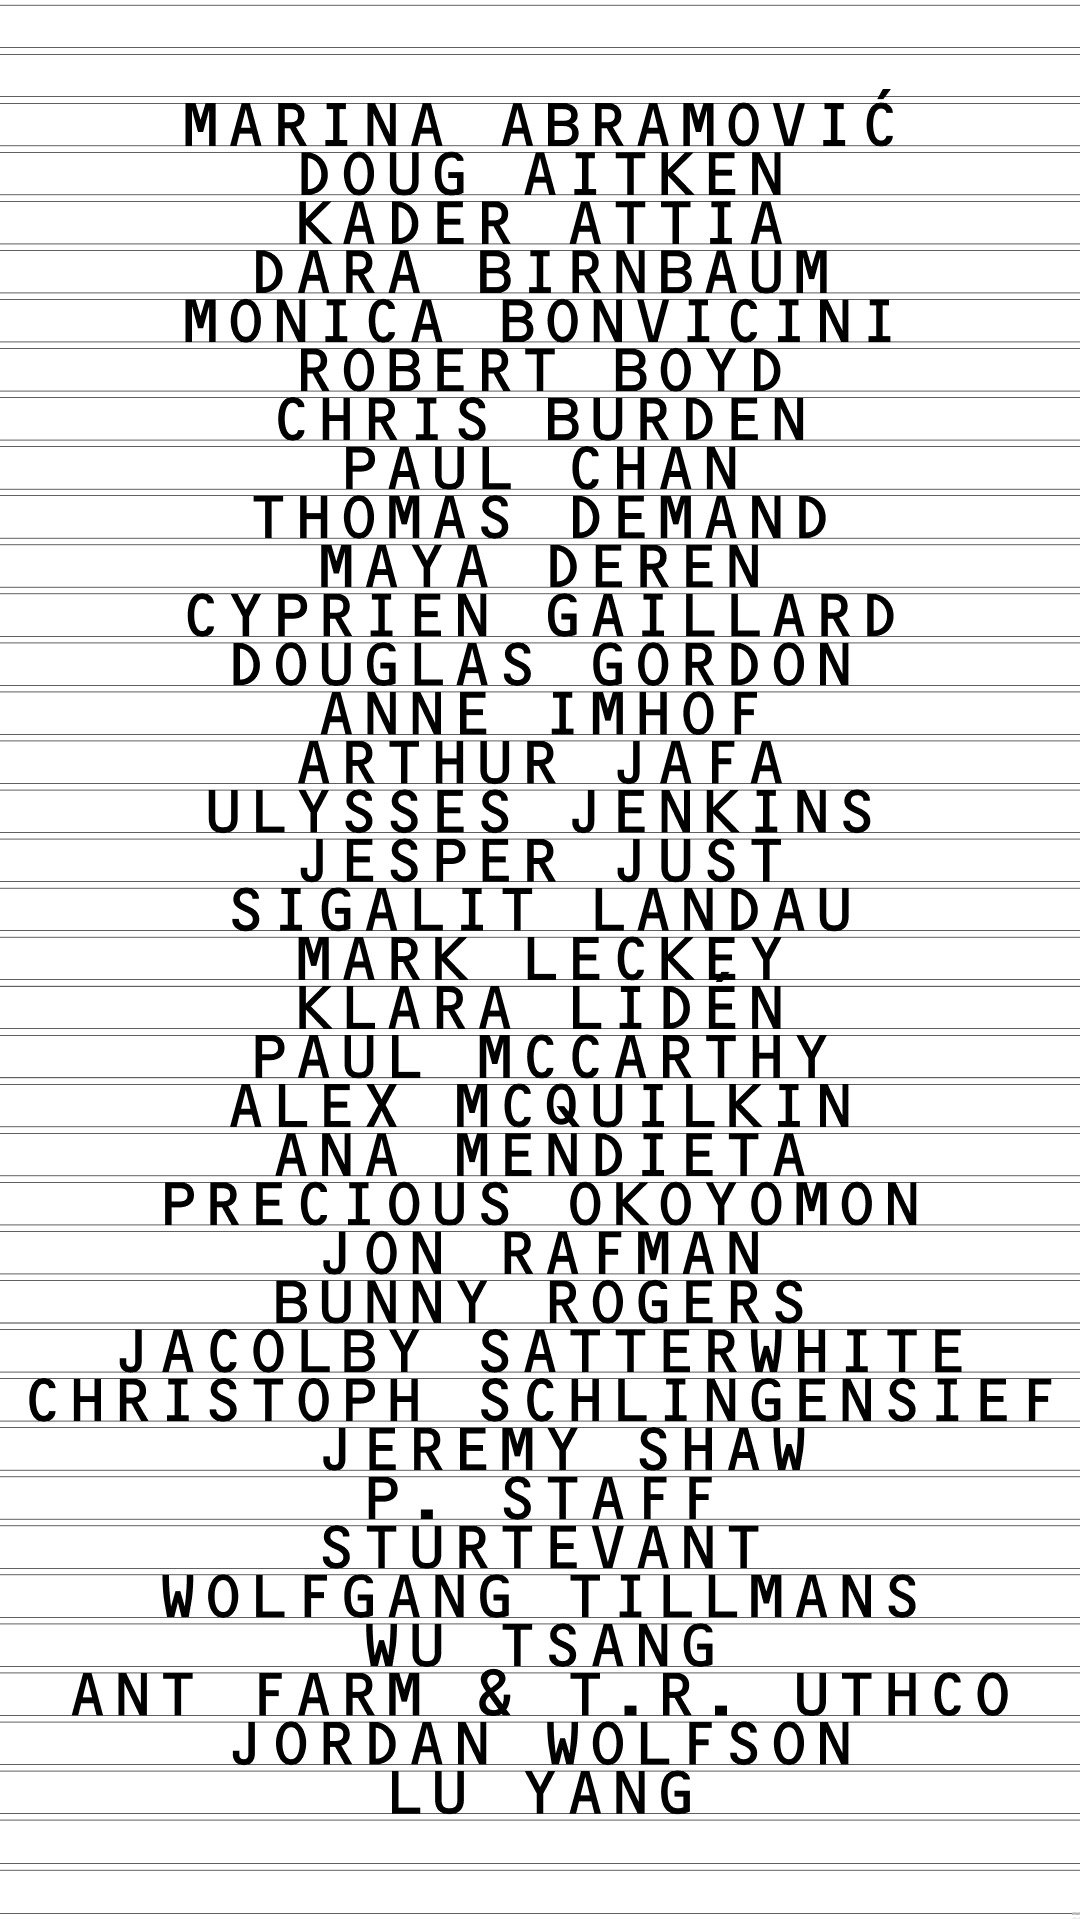 MARINA ABRAMOVIĆ
DOUG AITKEN
KADER ATTIA
DARA BIRNBAUM
MONICA BONVICINI
ROBERT BOYD
CHRIS BURDEN
PAUL CHAN
THOMAS DEMAND
MAYA DEREN
CYPRIEN GAILLARD
DOUGLAS GORDON
ANNE IMHOF
ARTHUR JAFA
ULYSSES JENKINS
JESPER JUST
SIGALIT LANDAU
MARK LECKEY
KLARA LIDÉN
PAUL MCCARTHY
ALEX MCQUILKIN
ANA MENDIETA
PRECIOUS OKOYOMON
JON RAFMAN
BUNNY ROGERS
JACOLBY SATTERWHITE
CHRISTOPH SCHLINGENSIEF
JEREMY SHAW
P. STAFF
STURTEVANT
WOLFGANG TILLMANS
WU TSANG
ANT FARM & T.R. UTHCO
JORDAN WOLFSON
LU YANG